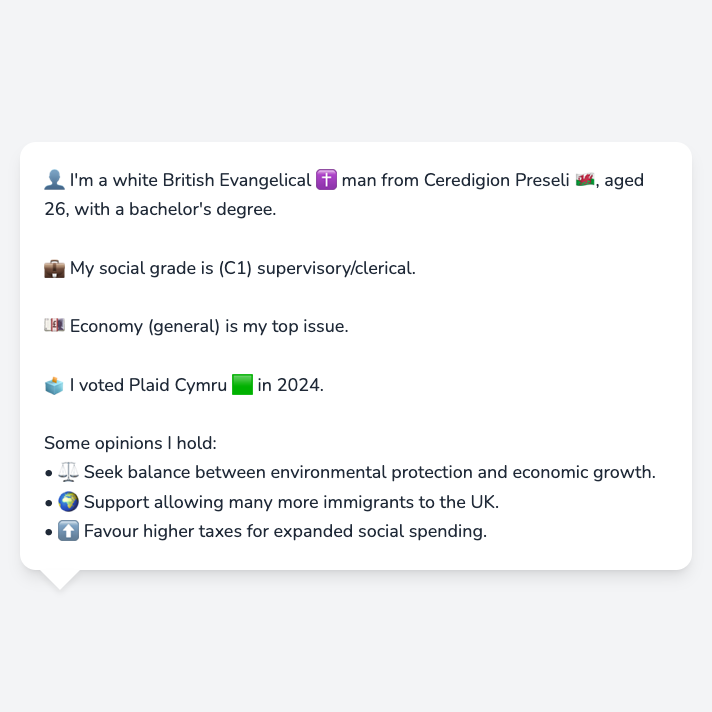 👤 I'm a white British Evangelical ✝️ man from Ceredigion Preseli 🏴󠁧󠁢󠁷󠁬󠁳󠁿, aged
26, with a bachelor's degree.
💼 My social grade is (C1) supervisory/clerical.
💷 Economy (general) is my top issue.
🗳️ I voted Plaid Cymru 🟩 in 2024.
Some opinions I hold:
• ⚖️ Seek balance between environmental protection and economic growth.
• 🌍 Support allowing many more immigrants to the UK.
• ⬆️ Favour higher taxes for expanded social spending.